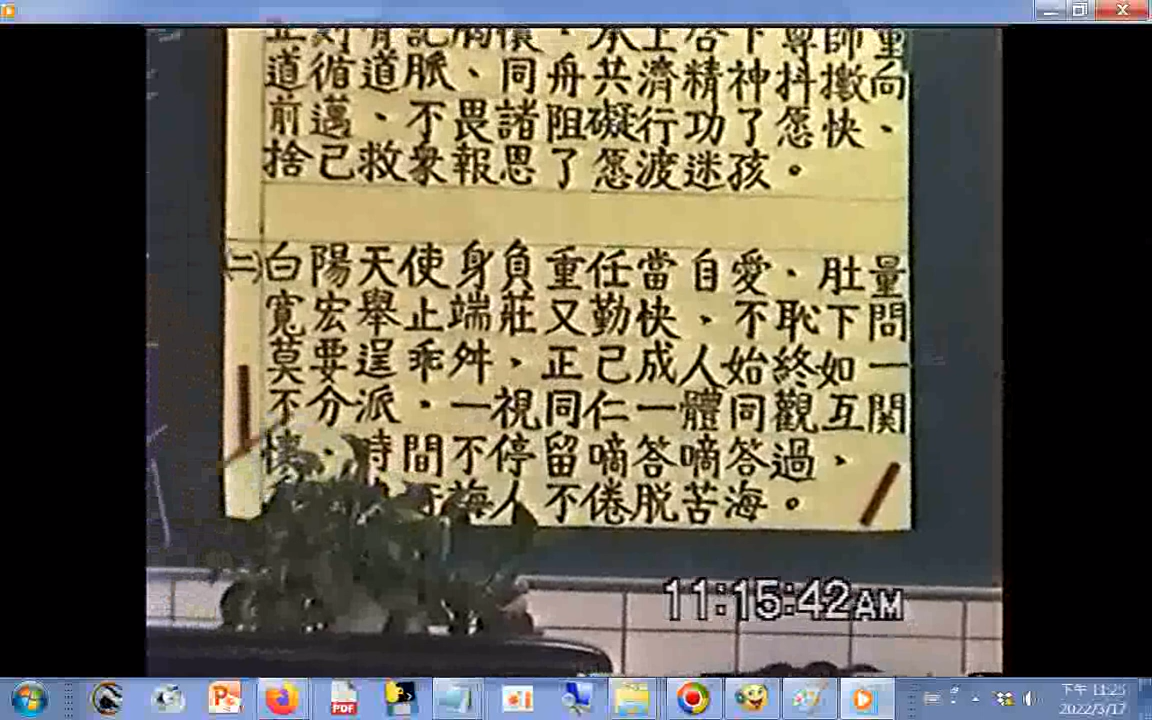 道循道脈、同舟共濟精神抖擻向
前邁、不畏諸阻礙行功了愿快、
捨己救衆報恩了愿渡迷孩。
(二)白陽天使身負重任當自愛、肚量
寬宏舉止端莊又勤快、不恥下問
莫要逞乖舛、正己成人始終如一
不分派、一視同仁一體同觀互関
懷、時間不停留嘀答嘀答過、
誨人不倦脱苦海。
11:15:42AM
下午 11:25
2022/3/17